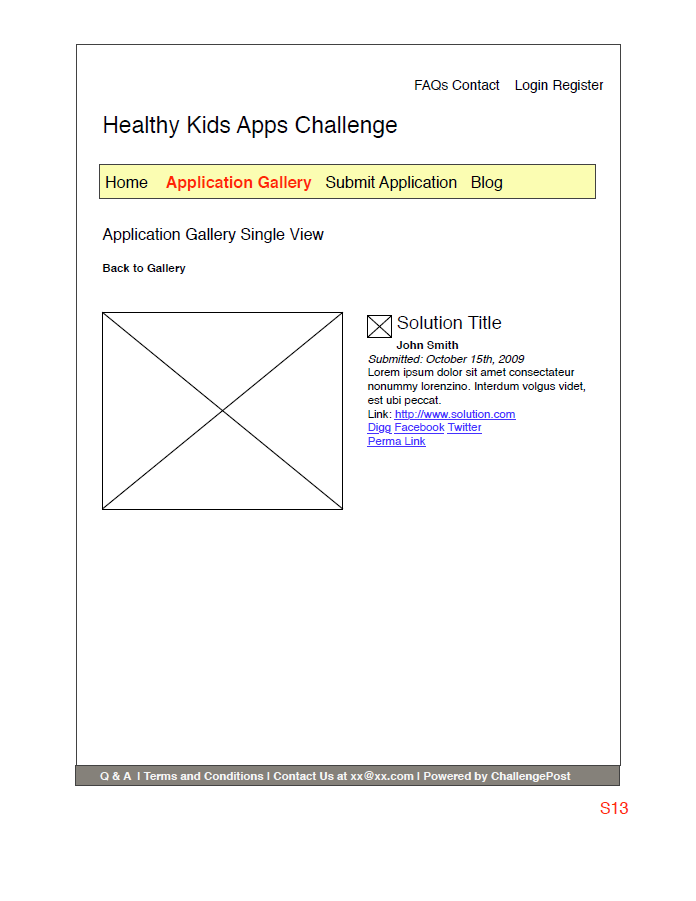 FAQs Contact Login Register
Healthy Kids Apps Challenge
Home Application Gallery Submit Application Blog
Application Gallery Single View
Back to Gallery
Solution Title
John Smith
Submitted: October 15th, 2009
Lorem ipsum dolor sit amet consectateur
nonummy lorenzino. Interdum volgus videt,
est ubi peccat.
Link: http://www.solution.com
Digg Facebook Twitter
Perma Link
Q & A | Terms and Conditions | Contact Us at xx@xx.com | Powered by ChallengePost
S13